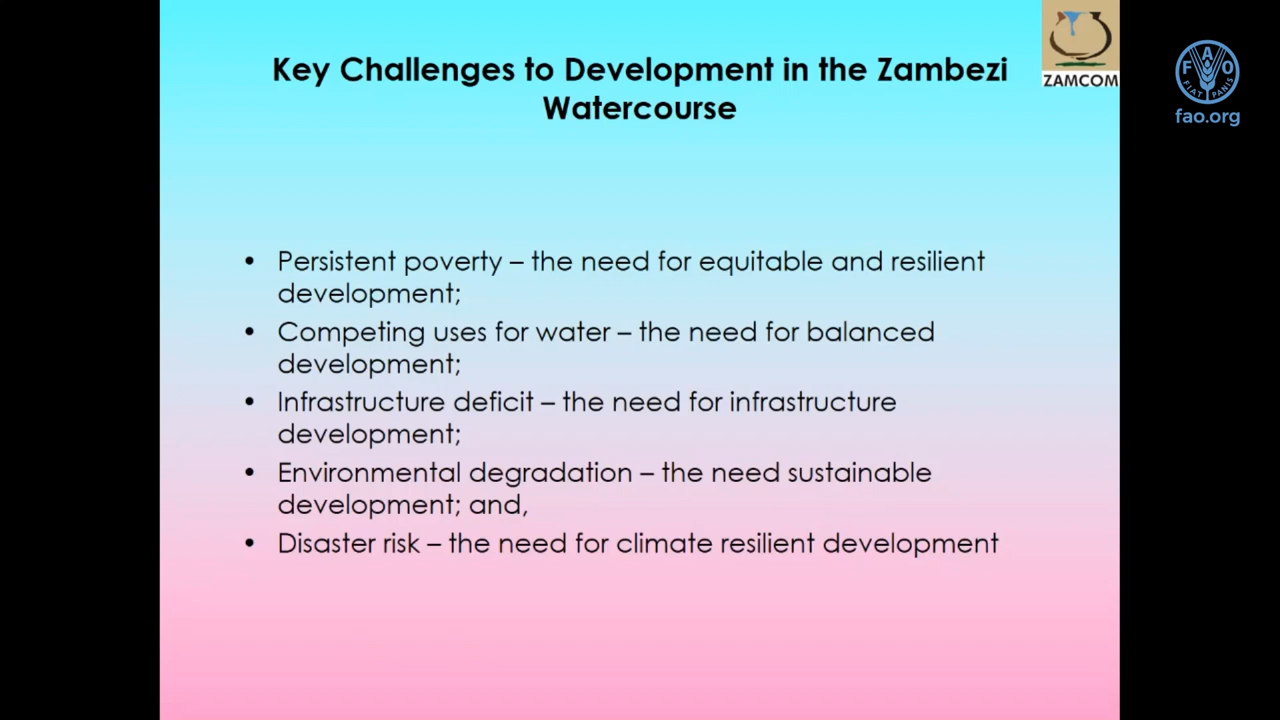 Key Challenges to Development in the Zambezi
Watercourse
ZAMCOM
F A O
FIAT PANIS
fao.org
• Persistent poverty – the need for equitable and resilient
development;
• Competing uses for water – the need for balanced
development;
• Infrastructure deficit – the need for infrastructure
development;
• Environmental degradation – the need sustainable
development; and,
• Disaster risk – the need for climate resilient development